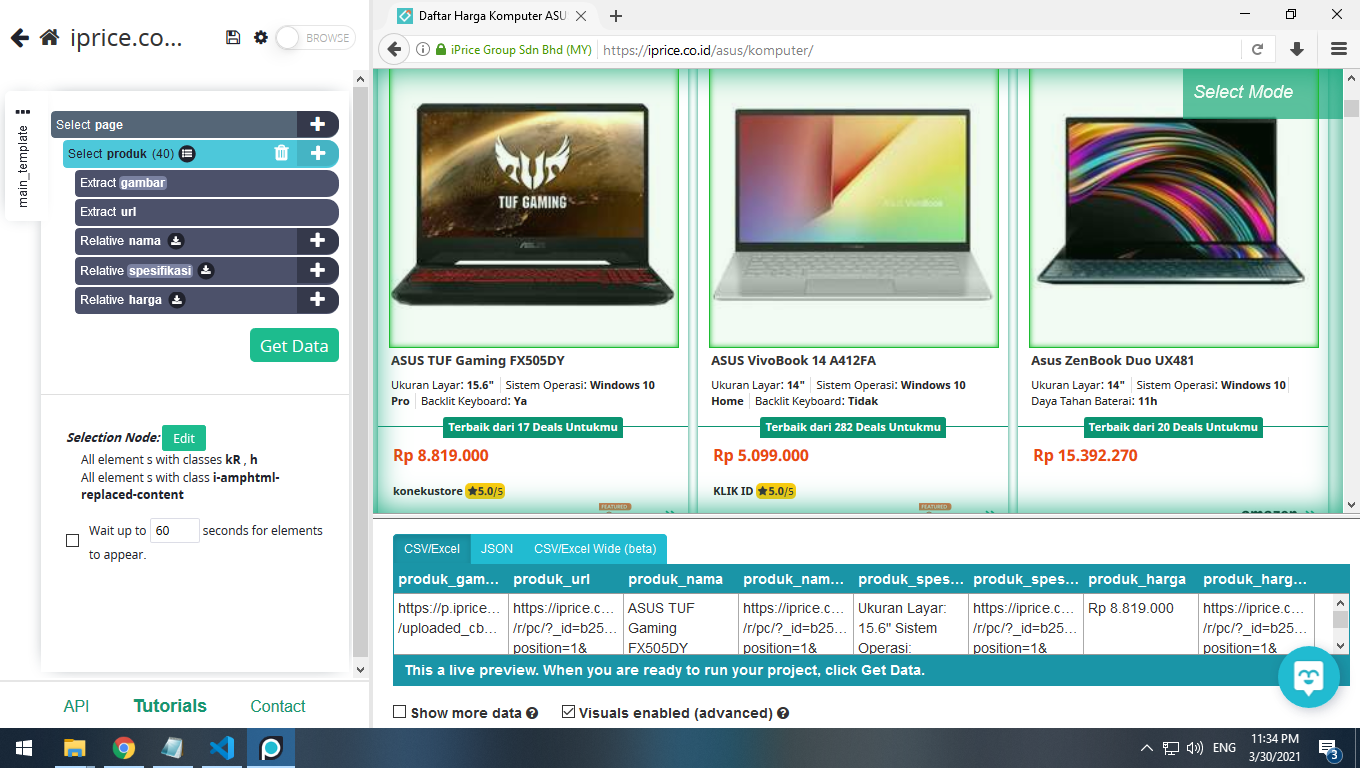 iprice.co...
BROWSE
main_template
Select page
Select produk (40)
Extract gambar
Extract url
Relative nama
Relative spesifikasi
Relative harga
Get Data
Selection Node: Edit
All element s with classes kR , h
All element s with class i-amphtml-
replaced-content
Wait up to 60 seconds for elements
to appear.
API Tutorials Contact
Daftar Harga Komputer ASU
iPrice Group Sdn Bhd (MY) https://iprice.co.id/asus/komputer/
Select Mode
TUF GAMING
ASUS
Asus VivoBook
ASUS TUF Gaming FX505DY
Ukuran Layar: 15.6" Sistem Operasi: Windows 10
Pro Backlit Keyboard: Ya
Terbaik dari 17 Deals Untukmu
Rp 8.819.000
konekustore 5.0/5
FEATURED
ASUS VivoBook 14 A412FA
Ukuran Layar: 14" Sistem Operasi: Windows 10
Home Backlit Keyboard: Tidak
Terbaik dari 282 Deals Untukmu
Rp 5.099.000
KLIK ID 5.0/5
FEATURED
Asus ZenBook Duo UX481
Ukuran Layar: 14" Sistem Operasi: Windows 10
Daya Tahan Baterai: 11h
Terbaik dari 20 Deals Untukmu
Rp 15.392.270
amazon
CSV/Excel JSON CSV/Excel Wide (beta)
produk_gam... produk_url produk_nama produk_nam... produk_spes... produk_spes... produk_harga produk_harg...
https://p.iprice... https://iprice.c... ASUS TUF https://iprice.c... Ukuran Layar: https://iprice.c... Rp 8.819.000 https://iprice.c...
/uploaded_cb... /r/pc/?_id=b25... Gaming /r/pc/?_id=b25... 15.6" Sistem /r/pc/?_id=b25... /r/pc/?_id=b25...
position=1& FX505DY position=1& Operasi: position=1& position=1&
This a live preview. When you are ready to run your project, click Get Data.
Show more data Visuals enabled (advanced)
ENG
11:34 PM
3/30/2021
3